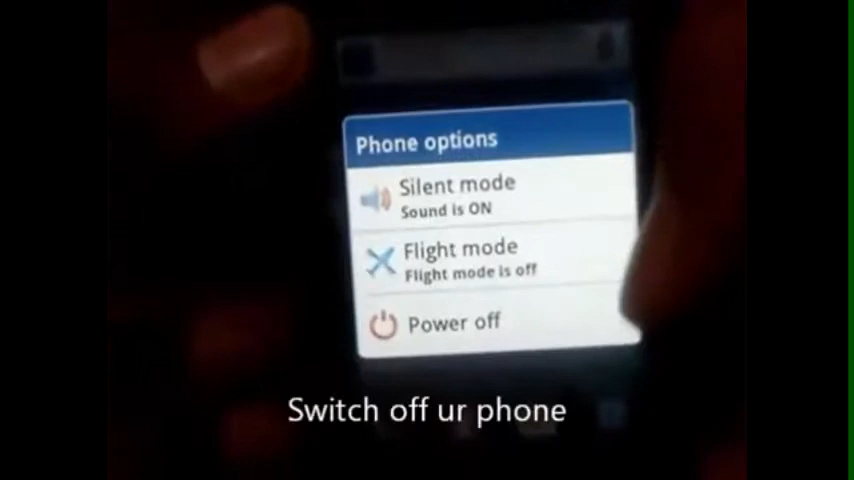 Phone options
Silent mode
Sound is ON
Flight mode
Flight mode is off
Power off
Switch off ur phone